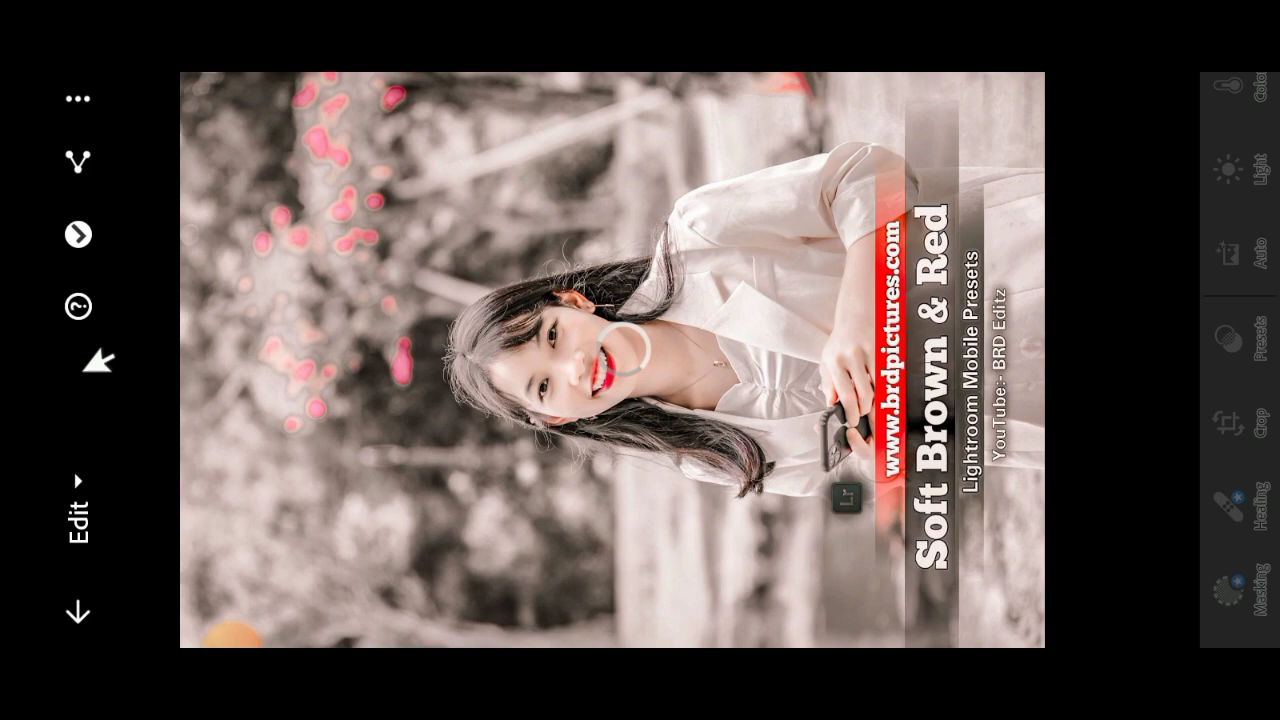 Edit
www.brdpictures.com
Soft Brown & Red
Lightroom Mobile Presets
YouTube:- BRD Editz
Lr
Masking
Healing
Crop
Presets
Auto
Light